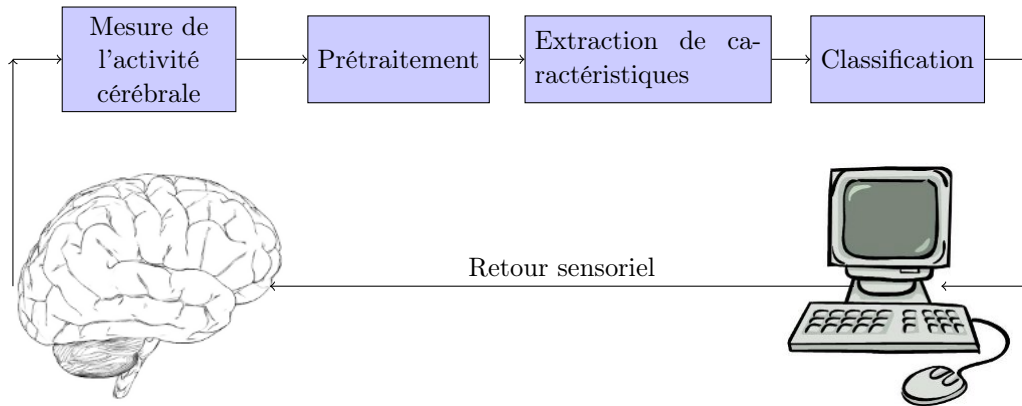 Mesure de
l'activité
cérébrale
Prétraitement
Extraction de ca-
ractéristiques
Classification
Retour sensoriel